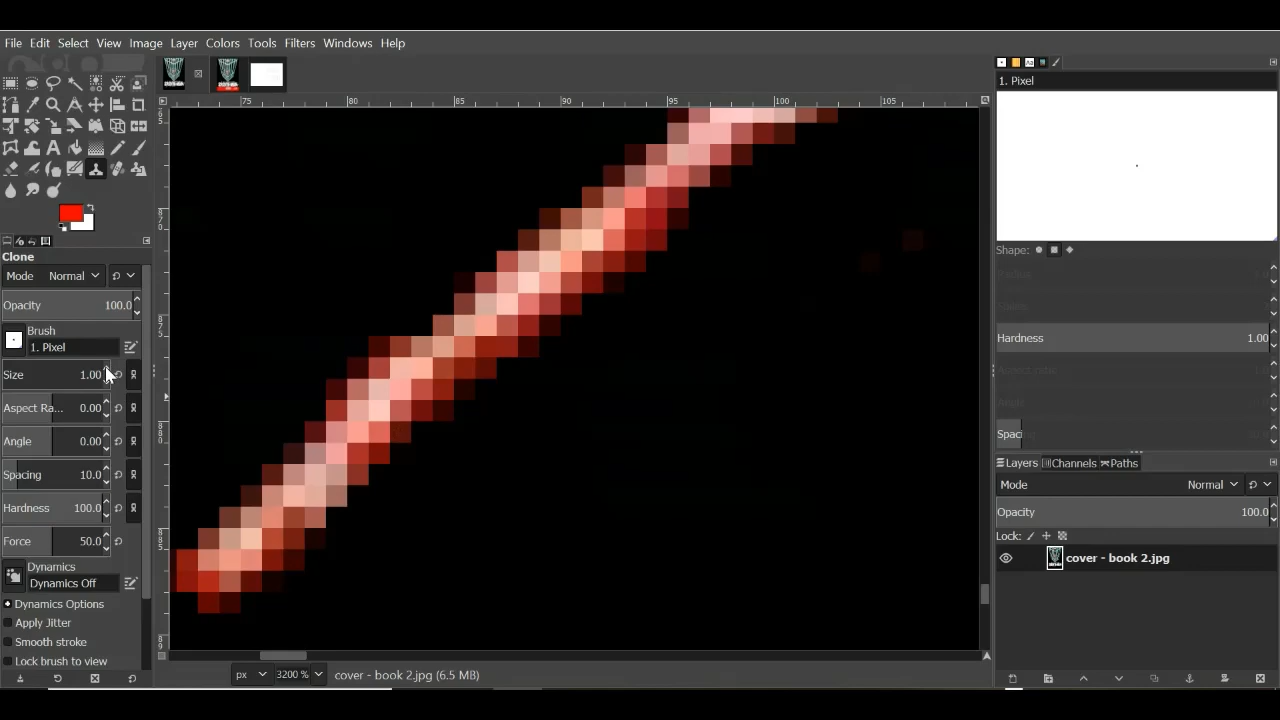 File Edit Select View Image Layer Colors Tools Filters Windows Help
75 80 85 90 95 100 105
1. Pixel
Clone
Mode Normal
Opacity 100.0
Brush
1. Pixel
Size 1.00
Aspect Ra... 0.00
Angle 0.00
Spacing 10.0
Hardness 100.0
Force 50.0
Dynamics
Dynamics Off
Dynamics Options
Apply Jitter
Smooth stroke
Lock brush to view
px 3200 % cover - book 2.jpg (6.5 MB)
Shape:
Radius
Hardness 1.00
Angle
Spaci
Layers Channels Paths
Mode Normal
Opacity 100.0
Lock:
cover - book 2.jpg